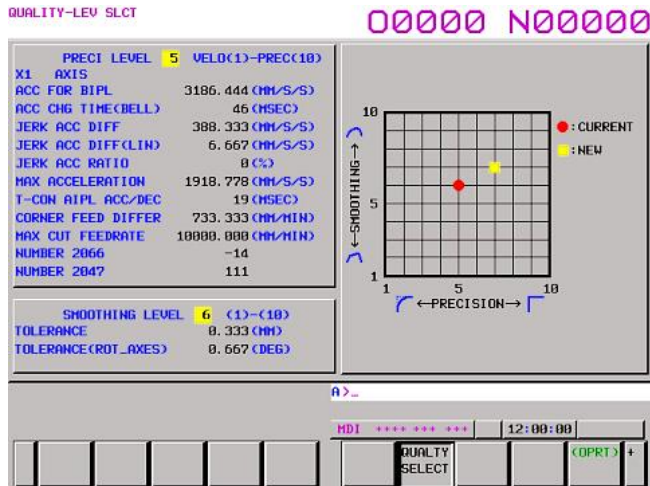 QUALITY-LEV SLCT
O0000 N00000
PRECI LEVEL 5 VELO(1)-PREC(10)
X1 AXIS
ACC FOR BIPL 3186.444(MM/S/S)
ACC CHG TIME(BELL) 46(MSEC)
JERK ACC DIFF 388.333(MM/S/S)
JERK ACC DIFF(LIN) 6.667(MM/S/S)
JERK ACC RATIO 0(%)
MAX ACCELERATION 1918.778(MM/S/S)
T-CON AIPL ACC/DEC 19(MSEC)
CORNER FEED DIFFER 733.333(MM/MIN)
MAX CUT FEEDRATE 10000.000(MM/MIN)
NUMBER 2066 -14
NUMBER 2047 111
SMOOTHING LEVEL 6 (1)-(10)
TOLERANCE 0.333(MM)
TOLERANCE(ROT_AXES) 0.667(DEG)
10
5
1
←SMOOTHING→
1 5 10
←PRECISION→
:CURRENT
:NEW
A>_
MDI ++++ +++ +++ 12:00:00
QUALTY SELECT
(OPRT) +